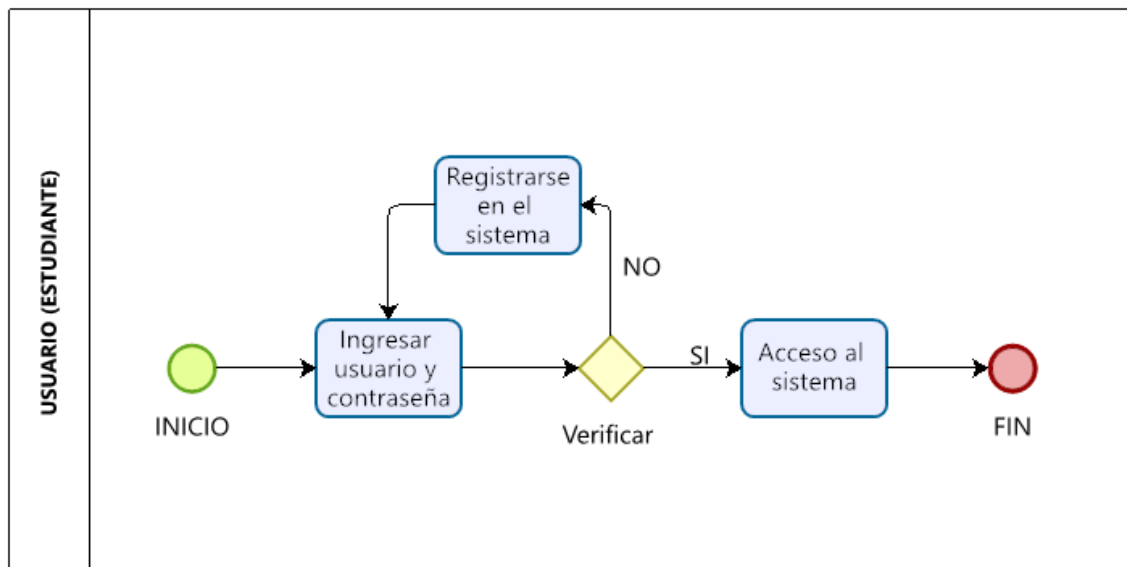 USUARIO (ESTUDIANTE)
Registrarse
en el
sistema
NO
Ingresar
usuario y
contraseña
SI
Acceso al
sistema
INICIO
Verificar
FIN